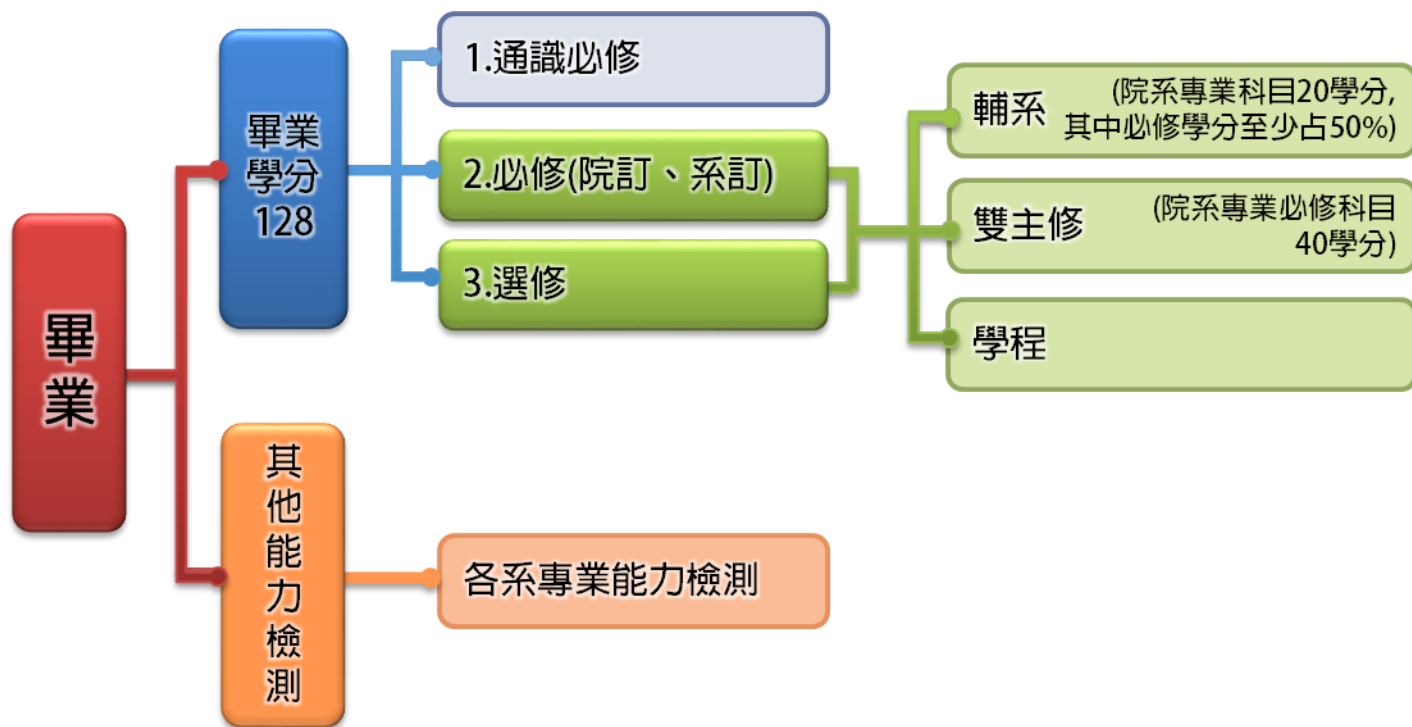 畢業
畢業
學分
128
1.通識必修
2.必修(院訂、系訂)
3.選修
輔系
(院系專業科目20學分,
其中必修學分至少占50%)
雙主修
(院系專業必修科目
40學分)
學程
其他能力檢測
各系專業能力檢測